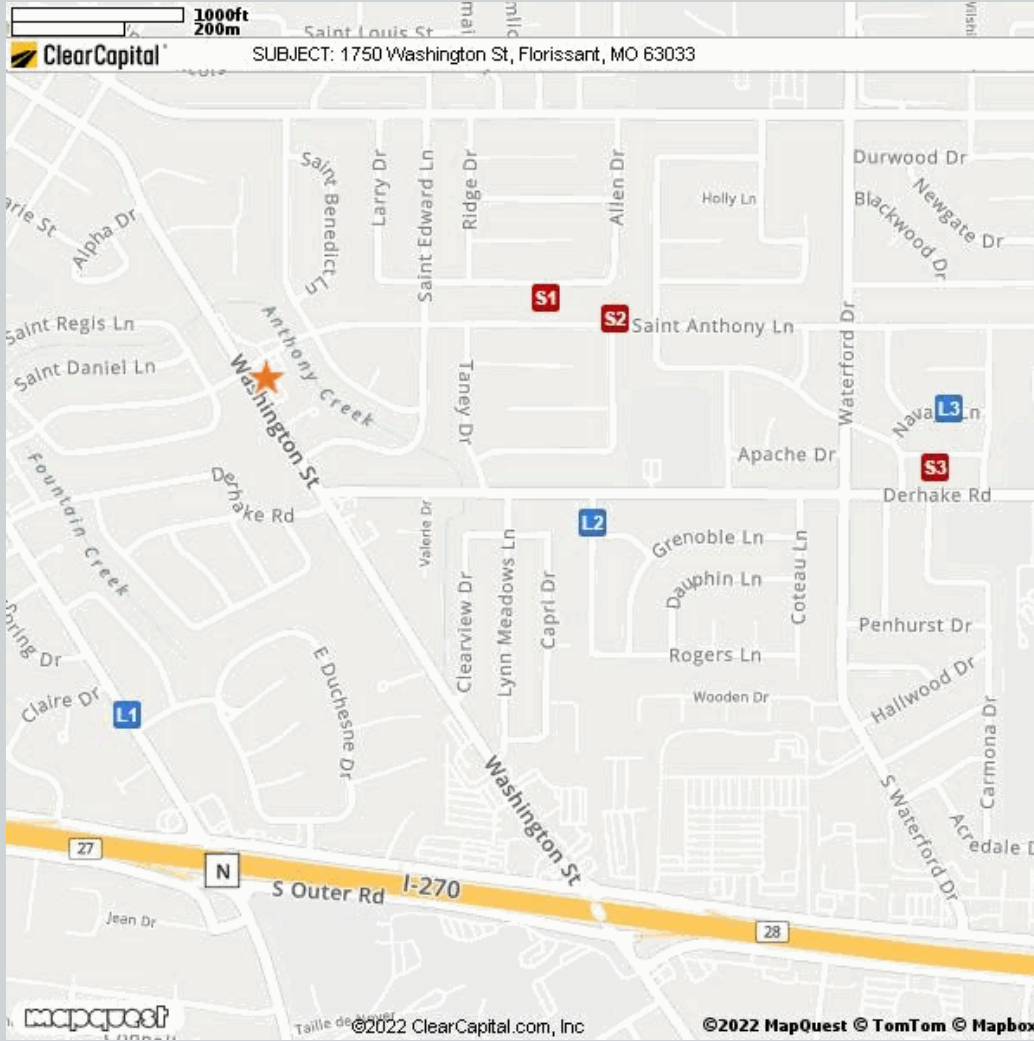 1000ft
200m
Saint Louis St
ClearCapital
SUBJECT: 1750 Washington St, Florissant, MO 63033
Saint Benedict Ln
Larry Dr
Saint Edward Ln
Ridge Dr
Allen Dr
Holly Ln
Durwood Dr
Newgate Dr
Blackwood Dr
Alpha Dr
S1
S2
Saint Anthony Ln
Saint Regis Ln
Saint Daniel Ln
Anthony Creek
Washington St
Taney Dr
Waterford Dr
L3
Apache Dr
S3
Derhake Rd
Derhake Rd
Fountain Creek
Valerie Dr
L2
Grenoble Ln
Dauphin Ln
Coteau Ln
Clearview Dr
Lynn Meadows Ln
Capri Dr
Penhurst Dr
Rogers Ln
Wooden Dr
Hallwood Dr
Carmona Dr
E Duchesne Dr
Claire Dr
L1
Washington St
S Waterford Dr
27
N
S Outer Rd
I-270
28
Jean Dr
mapquest
©2022 ClearCapital.com, Inc
©2022 MapQuest © TomTom © Mapbox